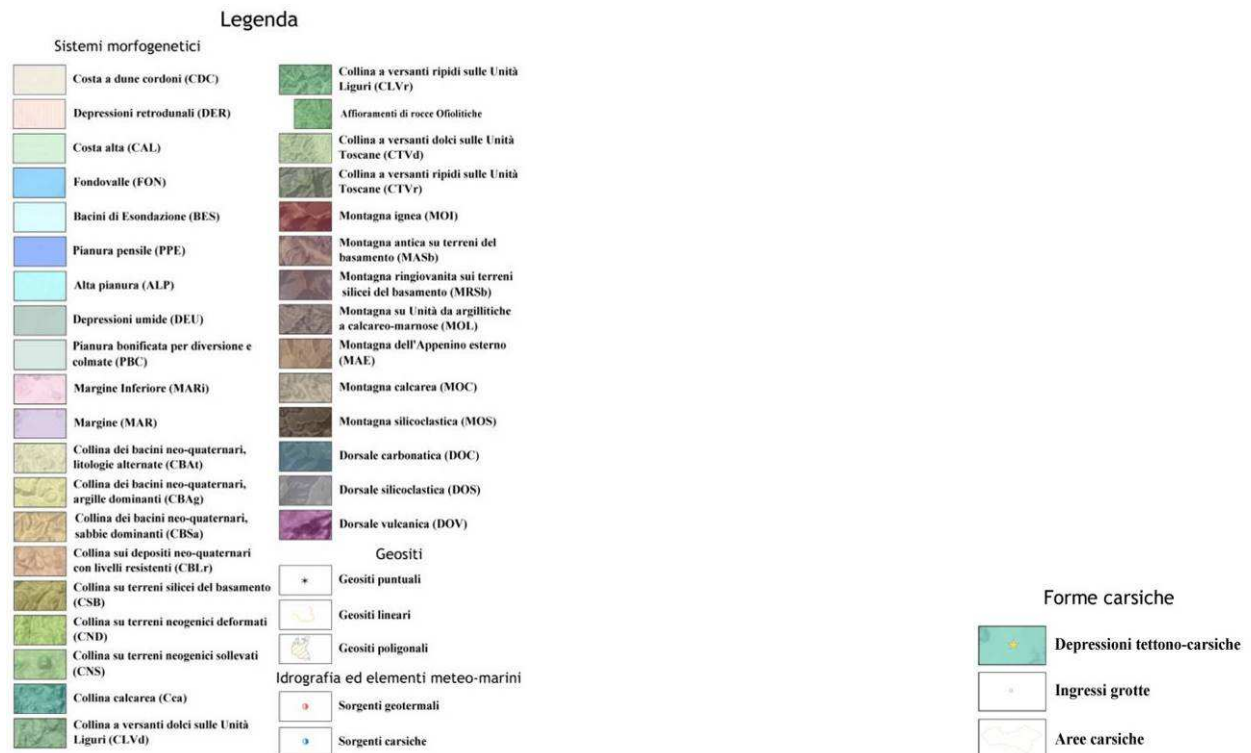 Legenda
Sistemi morfogenetici
Costa a dune cordoni (CDC)
Depressioni retrodunali (DER)
Costa alta (CAL)
Fondovalle (FON)
Bacini di Esondazione (BES)
Pianura pensile (PPE)
Alta pianura (ALP)
Depressioni umide (DEU)
Pianura bonificata per diversione e
colmate (PBC)
Margine Inferiore (MARi)
Margine (MAR)
Collina dei bacini neo-quaternari,
litologie alternate (CBAt)
Collina dei bacini neo-quaternari,
argille dominanti (CBAg)
Collina dei bacini neo-quaternari,
sabbie dominanti (CBSa)
Collina sui depositi neo-quaternari
con livelli resistenti (CBLr)
Collina su terreni silicei del basamento
(CSB)
Collina su terreni neogenici deformati
(CND)
Collina su terreni neogenici sollevati
(CNS)
Collina calcarea (Cca)
Collina a versanti dolci sulle Unità
Liguri (CLVd)
Collina a versanti ripidi sulle Unità
Liguri (CLVr)
Affioramenti di rocce Ofiolitiche
Collina a versanti dolci sulle Unità
Toscane (CTVd)
Collina a versanti ripidi sulle Unità
Toscane (CTVr)
Montagna ignea (MOI)
Montagna antica su terreni del
basamento (MASb)
Montagna ringiovanita sui terreni
silicei del basamento (MRSb)
Montagna su Unità da argillitiche
a calcareo-marnose (MOL)
Montagna dell'Appenino esterno
(MAE)
Montagna calcarea (MOC)
Montagna silicoclastica (MOS)
Dorsale carbonatica (DOC)
Dorsale silicoclastica (DOS)
Dorsale vulcanica (DOV)
Geositi
Geositi puntuali
Geositi lineari
Geositi poligonali
Idrografia ed elementi meteo-marini
Sorgenti geotermali
Sorgenti carsiche
Forme carsiche
Depressioni tettono-carsiche
Ingressi grotte
Aree carsiche